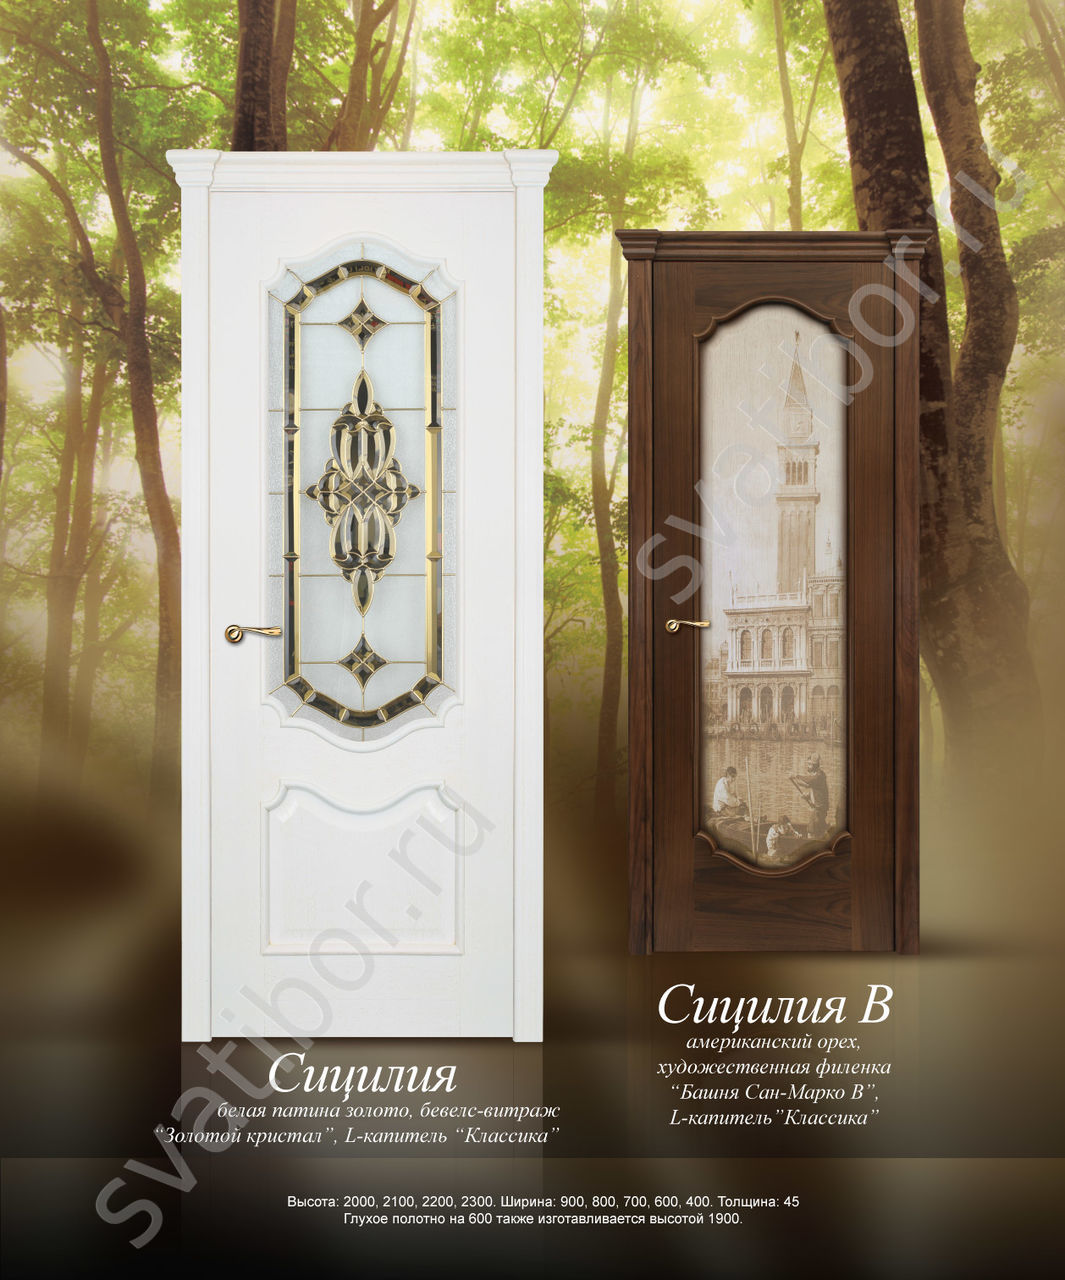 svatibor.ru
Сицилия В
американский орех,
художественная филенка
“Башня Сан-Марко В”,
L-капитель”Классика”
Сицилия
белая патина золото, бевелс-витраж
“Золотой кристал”, L-капитель “Классика”
svatibor.ru
Высота: 2000, 2100, 2200, 2300. Ширина: 900, 800, 700, 600, 400. Толщина: 45
Глухое полотно на 600 также изготавливается высотой 1900.